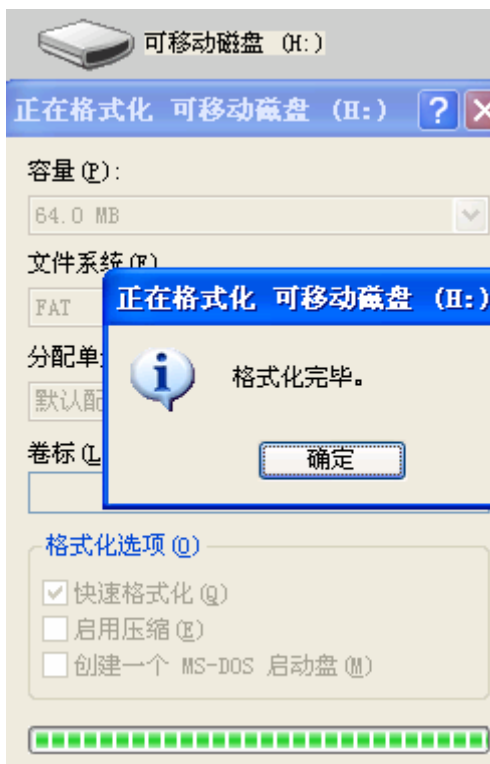 可移动磁盘 (H:)
正在格式化 可移动磁盘 (H:)
容量(P):
64.0 MB
文件系统(F)
FAT
正在格式化 可移动磁盘 (H:)
分配单
格式化完毕。
默认配
确定
卷标(L
格式化选项(O)
快速格式化(Q)
启用压缩(E)
创建一个 MS-DOS 启动盘(M)